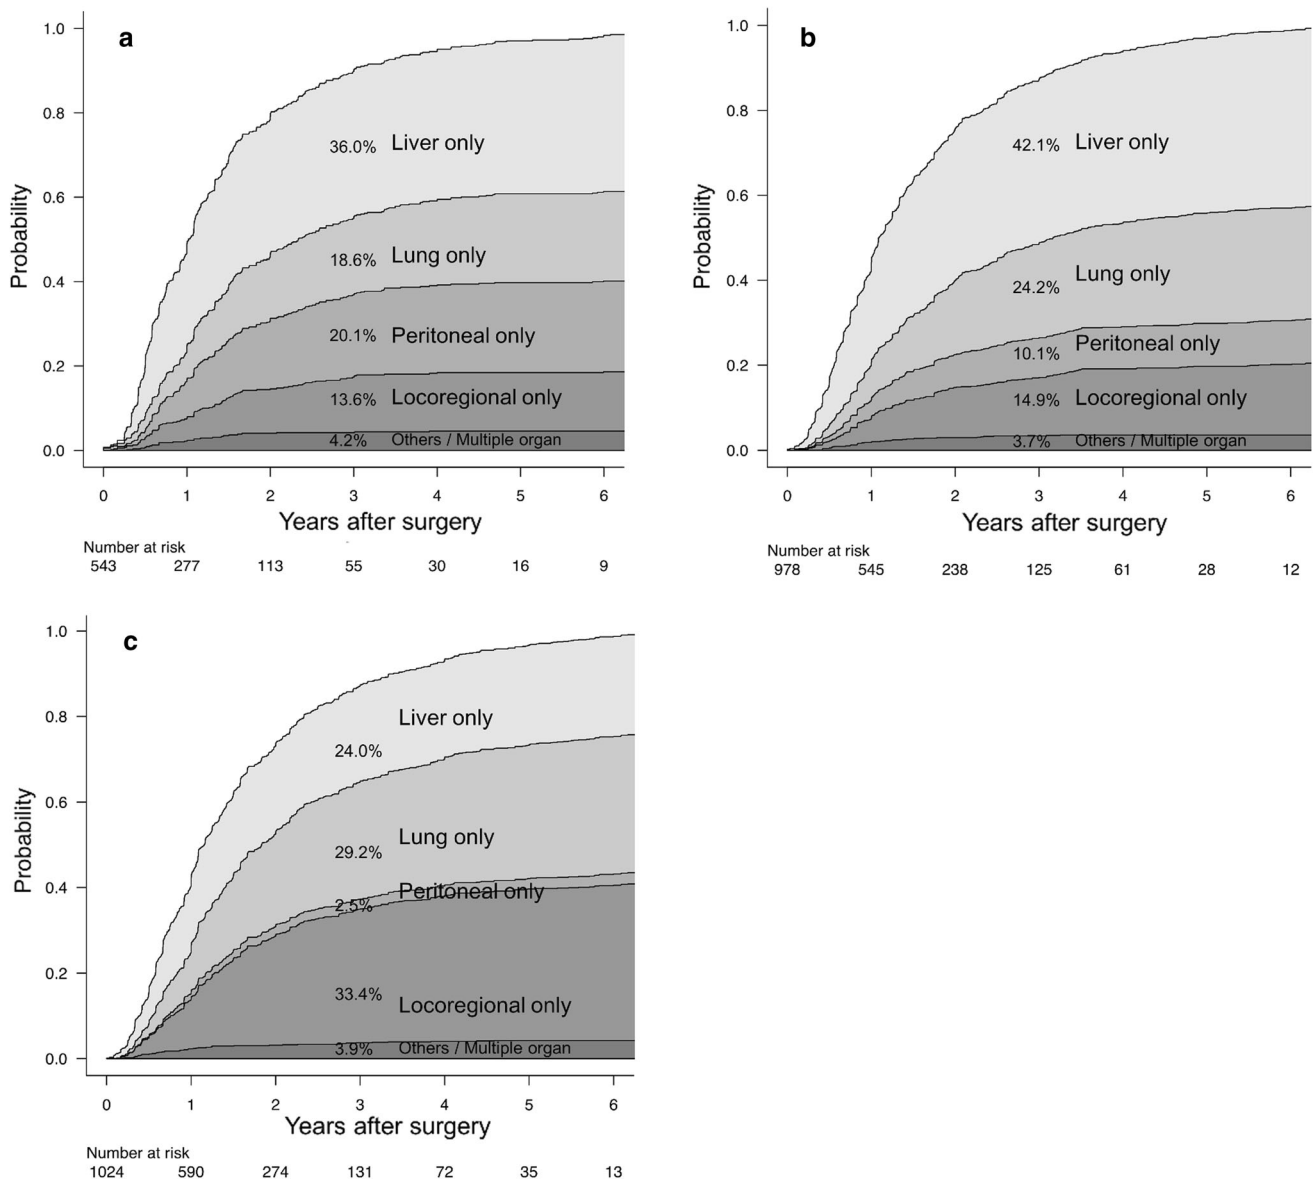 a
Probability
1.0
0.8
0.6
0.4
0.2
0.0
36.0% Liver only
18.6% Lung only
20.1% Peritoneal only
13.6% Locoregional only
4.2% Others / Multiple organ
0 1 2 3 4 5 6
Years after surgery
Number at risk
543 277 113 55 30 16 9
b
Probability
1.0
0.8
0.6
0.4
0.2
0.0
42.1% Liver only
24.2% Lung only
10.1% Peritoneal only
14.9% Locoregional only
3.7% Others / Multiple organ
0 1 2 3 4 5 6
Years after surgery
Number at risk
978 545 238 125 61 28 12
c
Probability
1.0
0.8
0.6
0.4
0.2
0.0
Liver only
24.0%
Lung only
29.2%
Peritoneal only
2.5%
33.4%
Locoregional only
3.9% Others / Multiple organ
0 1 2 3 4 5 6
Years after surgery
Number at risk
1024 590 274 131 72 35 13